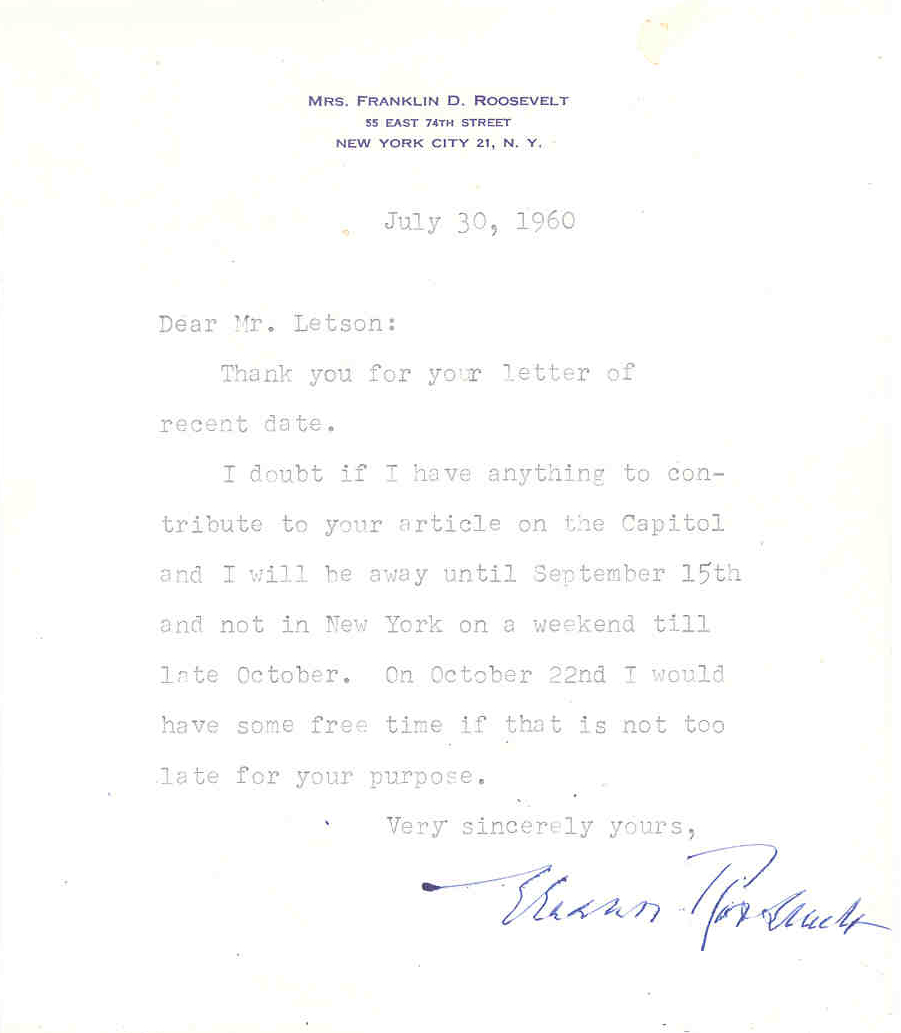 MRS. FRANKLIN D. ROOSEVELT
55 EAST 74TH STREET
NEW YORK CITY 21, N. Y.
July 30, 1960
Dear Mr. Letson:
Thank you for your letter of
recent date.
I doubt if I have anything to con-
tribute to your article on the Capitol
and I will be away until September 15th
and not in New York on a weekend till
late October. On October 22nd I would
have some free time if that is not too
late for your purpose.
Very sincerely yours,
Eleanor Roosevelt